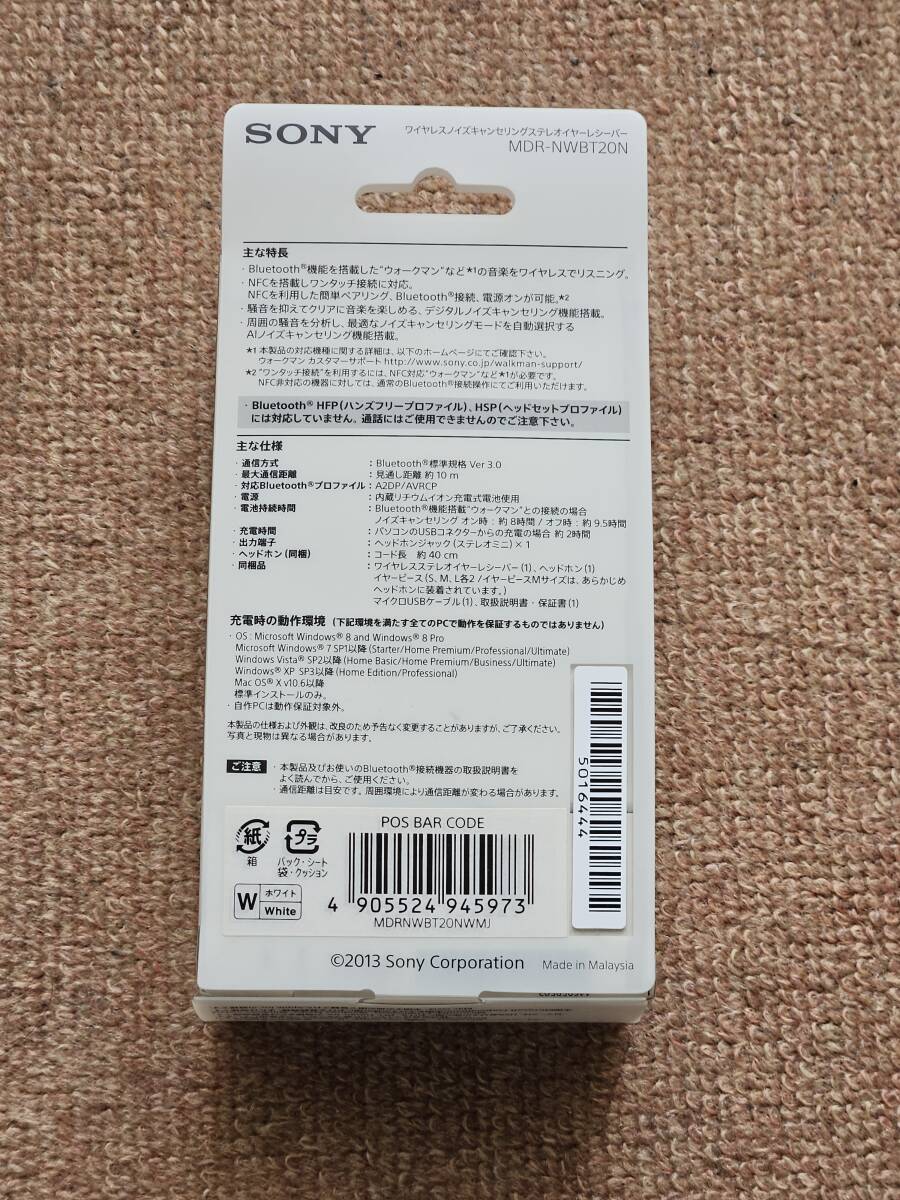 SONY
ワイヤレスノイズキャンセリングステレオイヤーレシーバー
MDR-NWBT20N
主な特長
・Bluetooth®機能を搭載した"ウォークマン"など★1の音楽をワイヤレスでリスニング。
・NFCを搭載しワンタッチ接続に対応。
NFCを利用した簡単ペアリング、Bluetooth®接続、電源オンが可能。★2
・騒音を抑えてクリアに音楽を楽しめる、デジタルノイズキャンセリング機能搭載。
・周囲の騒音を分析し、最適なノイズキャンセリングモードを自動選択する
AIノイズキャンセリング機能搭載。
★1 本製品の対応機種に関する詳細は、以下のホームページにてご確認下さい。
ウォークマン カスタマーサポート http://www.sony.co.jp/walkman-support/
★2 "ワンタッチ接続"を利用するには、NFC対応"ウォークマン"など★1が必要です。
NFC非対応の機器に対しては、通常のBluetooth®接続操作にてご利用いただけます。
・Bluetooth® HFP(ハンズフリープロファイル)、HSP(ヘッドセットプロファイル)
には対応していません。通話にはご使用できませんのでご注意下さい。
主な仕様
・通信方式 : Bluetooth®標準規格 Ver 3.0
・最大通信距離 : 見通し距離 約10 m
・対応Bluetooth®プロファイル : A2DP/AVRCP
・電源 : 内蔵リチウムイオン充電式電池使用
・電池持続時間 : Bluetooth®機能搭載"ウォークマン"との接続の場合
ノイズキャンセリング オン時 : 約8時間 / オフ時 : 約9.5時間
・充電時間 : パソコンのUSBコネクターからの充電の場合 約2時間
・出力端子 : ヘッドホンジャック(ステレオミニ)×1
・ヘッドホン(同梱) : コード長 約40 cm
・同梱品 : ワイヤレスステレオイヤーレシーバー(1)、ヘッドホン(1)
イヤーピース(S、M、L各2 /イヤーピースMサイズは、あらかじめ
ヘッドホンに装着されています。)
マイクロUSBケーブル(1)、取扱説明書・保証書(1)
充電時の動作環境 (下記環境を満たす全てのPCで動作を保証するものではありません)
・OS : Microsoft Windows® 8 and Windows® 8 Pro
Microsoft Windows® 7 SP1以降(Starter/Home Premium/Professional/Ultimate)
Windows Vista® SP2以降(Home Basic/Home Premium/Business/Ultimate)
Windows® XP SP3以降(Home Edition/Professional)
Mac OS® X v10.6以降
標準インストールのみ。
・自作PCは動作保証対象外。
本製品の仕様および外観は、改良のため予告なく変更することがありますが、ご了承ください。
写真と現物は異なる場合があります。
ご注意
・本製品及びお使いのBluetooth®接続機器の取扱説明書を
よく読んでから、ご使用ください。
・通信距離は目安です。周囲環境により通信距離が変わる場合があります。
5016444
POS BAR CODE
紙
箱
プラ
パック・シート
袋・クッション
W ホワイト
White
4 905524 945973
MDRNWBT20NWMJ
©2013 Sony Corporation
Made in Malaysia